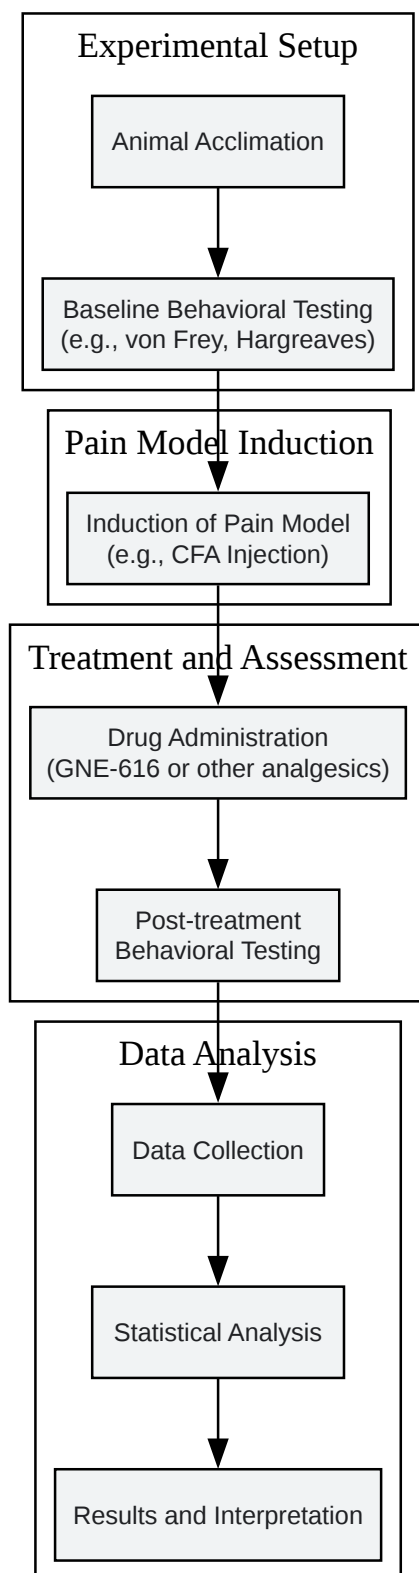 Experimental Setup
Animal Acclimation
Baseline Behavioral Testing
(e.g., von Frey, Hargreaves)
Pain Model Induction
Induction of Pain Model
(e.g., CFA Injection)
Treatment and Assessment
Drug Administration
(GNE-616 or other analgesics)
Post-treatment
Behavioral Testing
Data Analysis
Data Collection
Statistical Analysis
Results and Interpretation